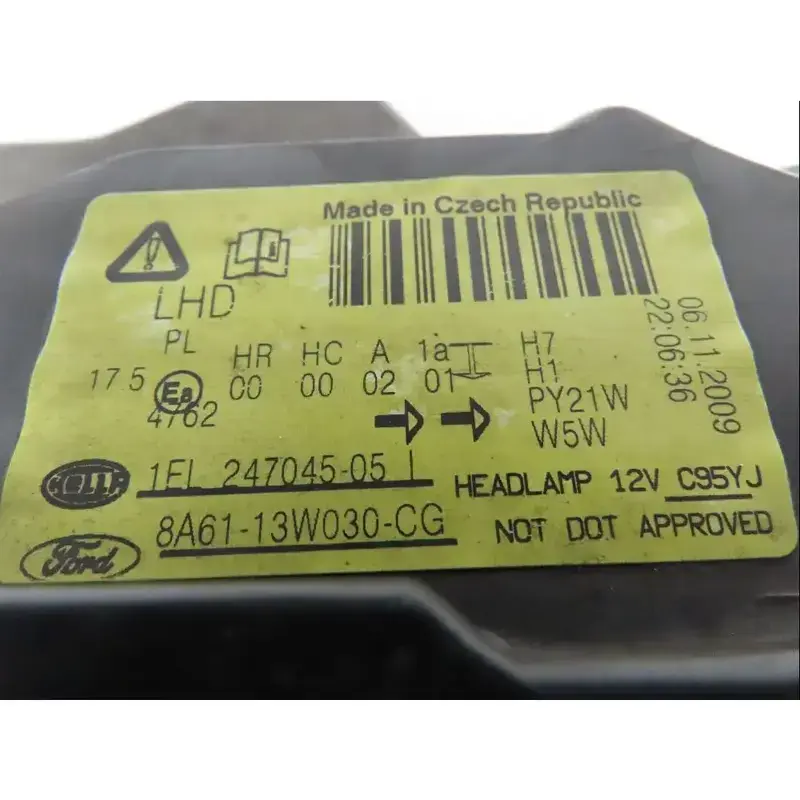 Made in Czech Republic
LHD
PL HR HC A 1a H7
17 5 E8 00 00 02 01 H1
4762 PY21W
W5W
06.11.2009
22:06:36
HELLA 1EL 247045-05 L HEADLAMP 12V C95YJ
Ford 8A61-13W030-CG NOT DOT APPROVED